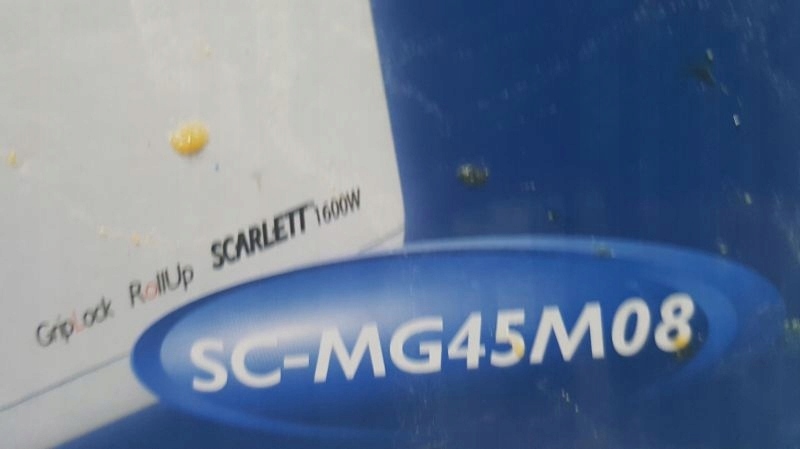 GripLock RollUp SCARLETT 1600W
SC-MG45M08